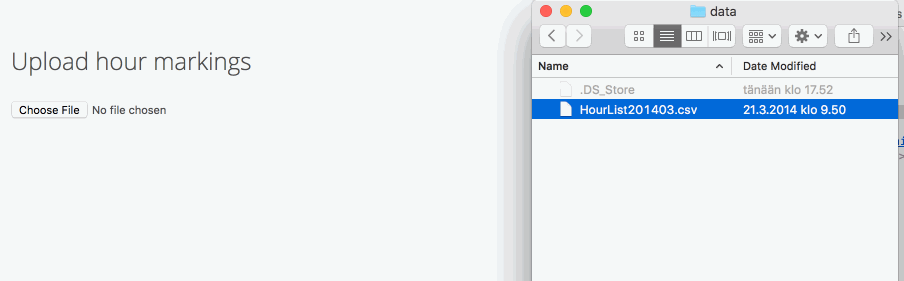 Upload hour markings
Choose File No file chosen
data
Name Date Modified
.DS_Store tänään klo 17.52
HourList201403.csv 21.3.2014 klo 9.50